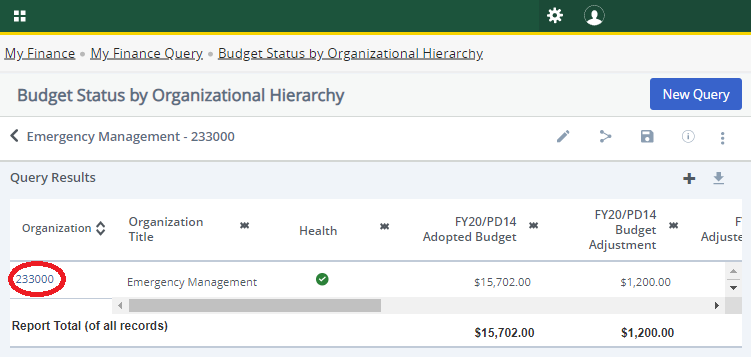 My Finance • My Finance Query • Budget Status by Organizational Hierarchy
Budget Status by Organizational Hierarchy
New Query
Emergency Management - 233000
Query Results
Organization
Organization
Title
Health
FY20/PD14
Adopted Budget
FY20/PD14
Budget
Adjustment
F
Adjuste
233000
Emergency Management
$15,702.00
$1,200.00
Report Total (of all records)
$15,702.00
$1,200.00